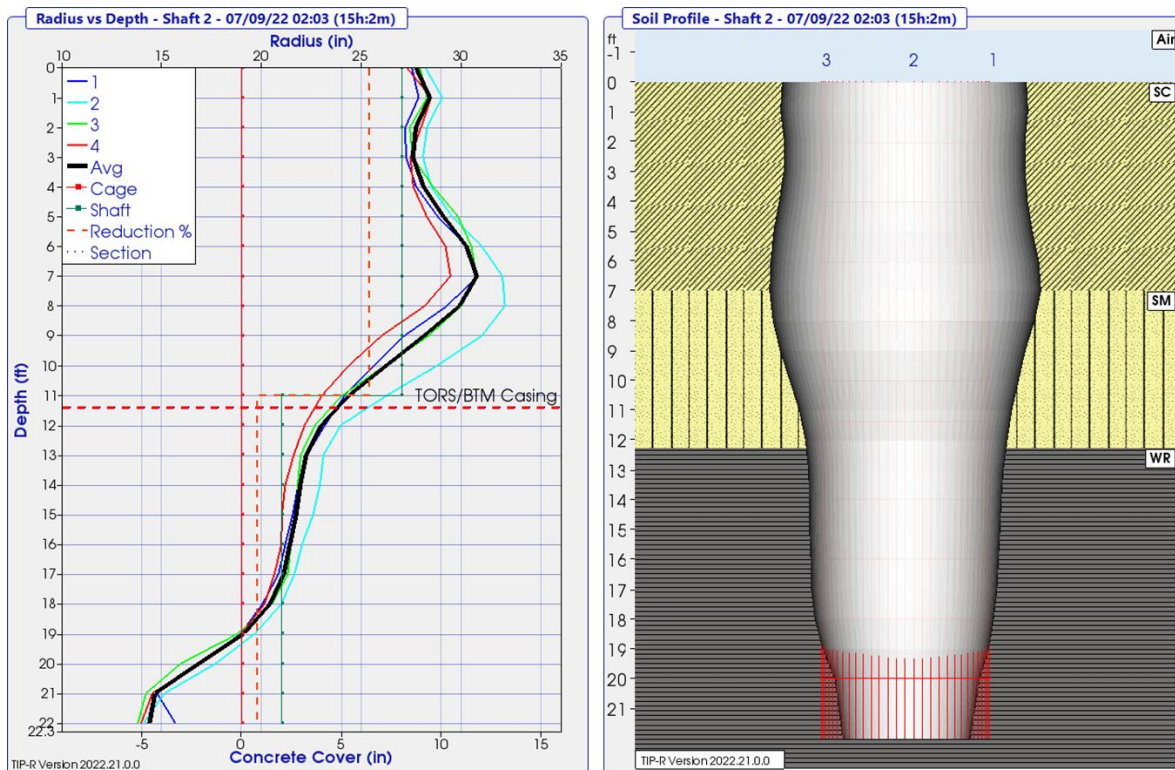 Radius vs Depth - Shaft 2 - 07/09/22 02:03 (15h:2m)
Radius (in)
10 15 20 25 30 35
0
1
2
3
4
5
6
7
8
9
10
11
12
13
14
15
16
17
18
19
20
21
22
22.3
Depth (ft)
1
2
3
4
Avg
Cage
Shaft
Reduction %
Section
TORS/BTM Casing
-5 0 5 10 15
Concrete Cover (in)
TIP-R Version 2022.21.0.0
Soil Profile - Shaft 2 - 07/09/22 02:03 (15h:2m)
ft
Air
3 2 1
-1
0
SC
1
2
3
4
5
6
7
SM
8
9
10
11
12
WR
13
14
15
16
17
18
19
20
21
TIP-R Version 2022.21.0.0